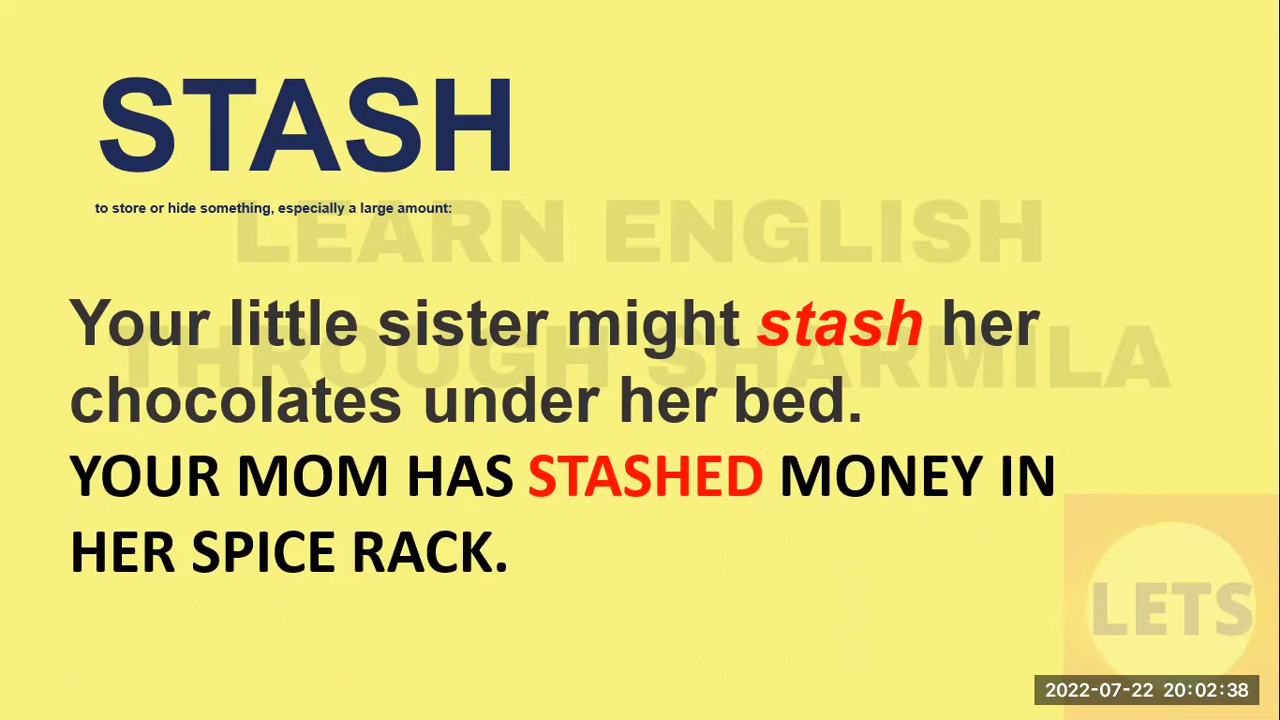 STASH
to store or hide something, especially a large amount:
LEARN ENGLISH
Your little sister might stash her
THROUGH SHARMILA
chocolates under her bed.
YOUR MOM HAS STASHED MONEY IN
HER SPICE RACK.
LETS
2022-07-22 20:02:38